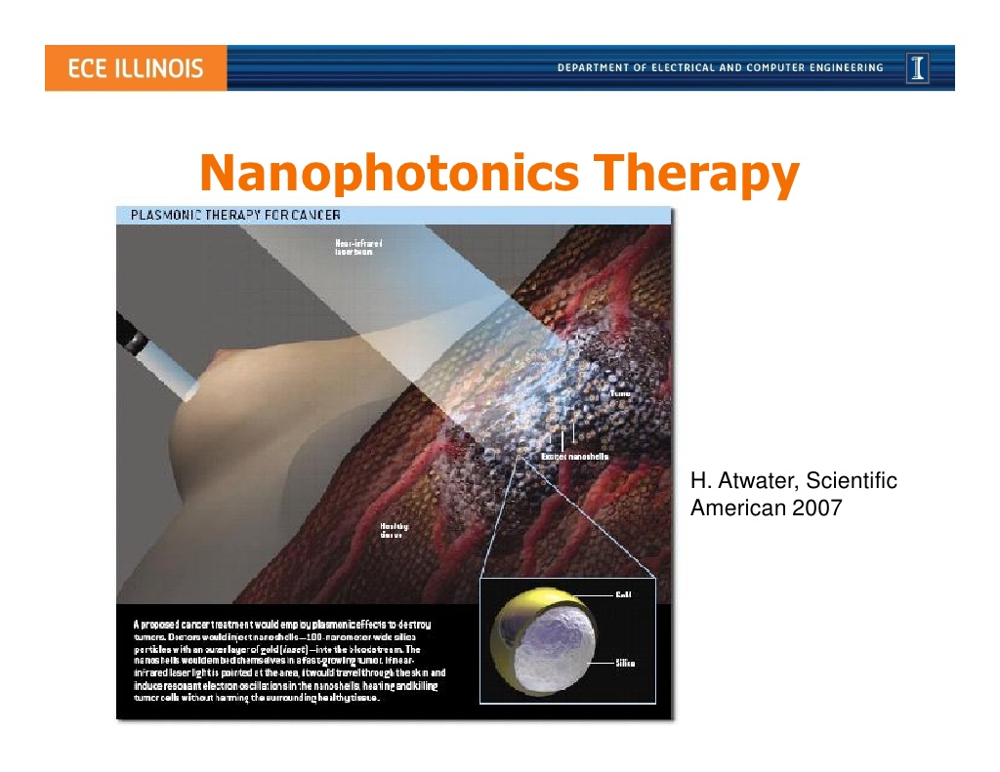 ECE ILLINOIS
DEPARTMENT OF ELECTRICAL AND COMPUTER ENGINEERING
I
Nanophotonics Therapy
PLASMONIC THERAPY FOR CANCER
Near-infrared
laser beam
Tumor
Excited nanoshells
H. Atwater, Scientific
American 2007
Healthy
tissue
Gold
Silica
A proposed cancer treatment would employ plasmonic effects to destroy
tumors. Doctors would inject nanoshells—100-nanometer-wide silica
particles with an outer layer of gold (inset)—into the bloodstream. The
nanoshells would embed themselves in a fast-growing tumor. If near-
infrared laser light is pointed at the area, it would travel through the skin and
induce resonant electron oscillations in the nanoshells, heating and killing
tumor cells without harming the surrounding healthy tissue.